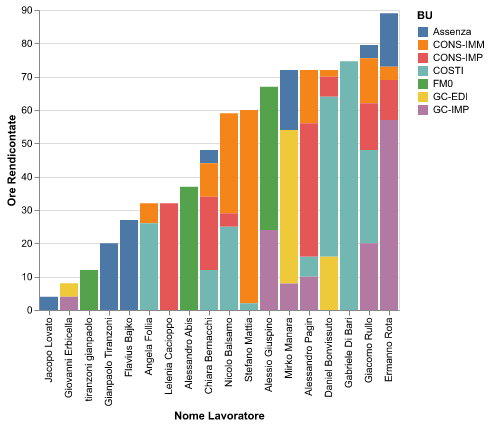 BU
Assenza
CONS-IMM
CONS-IMP
COSTI
FM0
GC-EDI
GC-IMP
Ore Rendicontate
90
80
70
60
50
40
30
20
10
0
Jacopo Lovato
Giovanni Erbicella
tiranzoni gianpaolo
Gianpaolo Tiranzoni
Flavius Bajko
Angela Follia
Lelenia Cacioppo
Alessandro Abis
Chiara Bernacchi
Nicolo Balsamo
Stefano Mattia
Alessio Giuspino
Mirko Manara
Alessandro Pagin
Daniel Bonvissuto
Gabriele Di Bari
Giacomo Rullo
Ermanno Rota
Nome Lavoratore